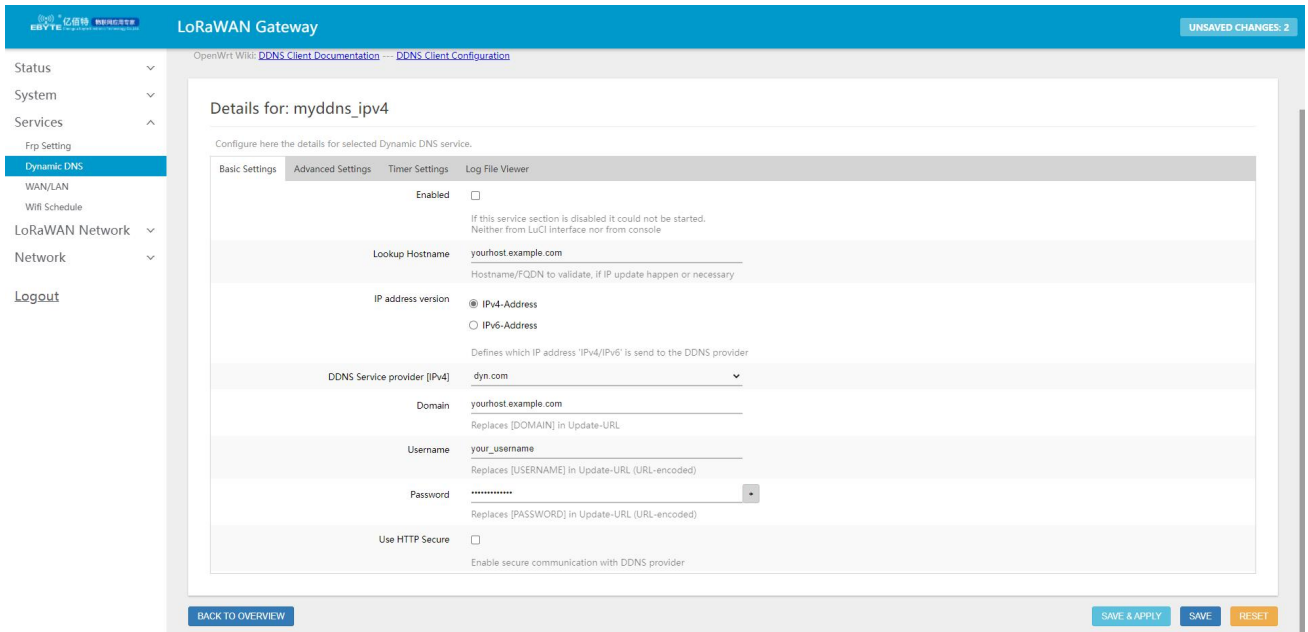 EBYTE 亿佰特 物联网应用专家
LoRaWAN Gateway
UNSAVED CHANGES: 2
Status
System
Services
Frp Setting
Dynamic DNS
WAN/LAN
Wifi Schedule
LoRaWAN Network
Network
Logout
OpenWrt Wiki: DDNS Client Documentation --- DDNS Client Configuration
Details for: myddns_ipv4
Configure here the details for selected Dynamic DNS service.
Basic Settings Advanced Settings Timer Settings Log File Viewer
Enabled
If this service section is disabled it could not be started.
Neither from LuCI interface nor from console
Lookup Hostname yourhost.example.com
Hostname/FQDN to validate, if IP update happen or necessary
IP address version IPv4-Address
IPv6-Address
Defines which IP address 'IPv4/IPv6' is send to the DDNS provider
DDNS Service provider [IPv4] dyn.com
Domain yourhost.example.com
Replaces [DOMAIN] in Update-URL
Username your_username
Replaces [USERNAME] in Update-URL (URL-encoded)
Password •••••••••••••
Replaces [PASSWORD] in Update-URL (URL-encoded)
Use HTTP Secure
Enable secure communication with DDNS provider
BACK TO OVERVIEW SAVE & APPLY SAVE RESET